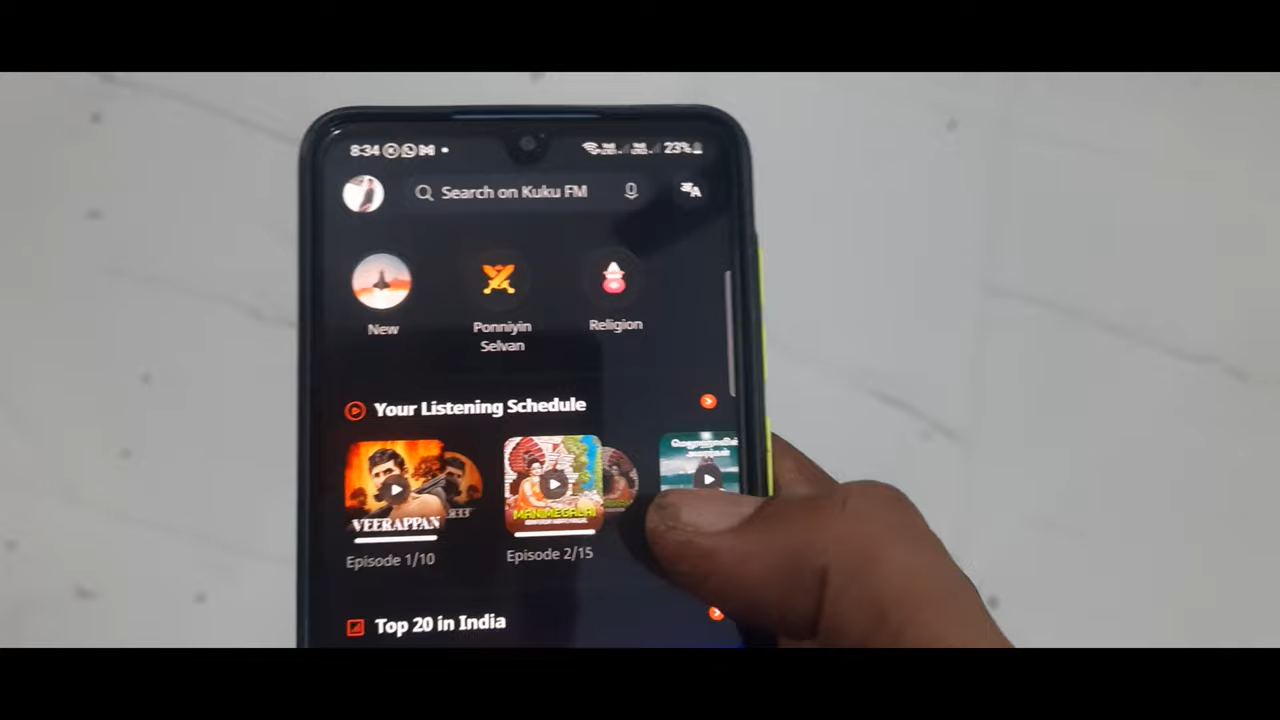 8:34
23%
Search on Kuku FM
New
Ponniyin
Selvan
Religion
Your Listening Schedule
VEERAPPAN
MANIMEGALAI
Episode 1/10
Episode 2/15
Top 20 in India